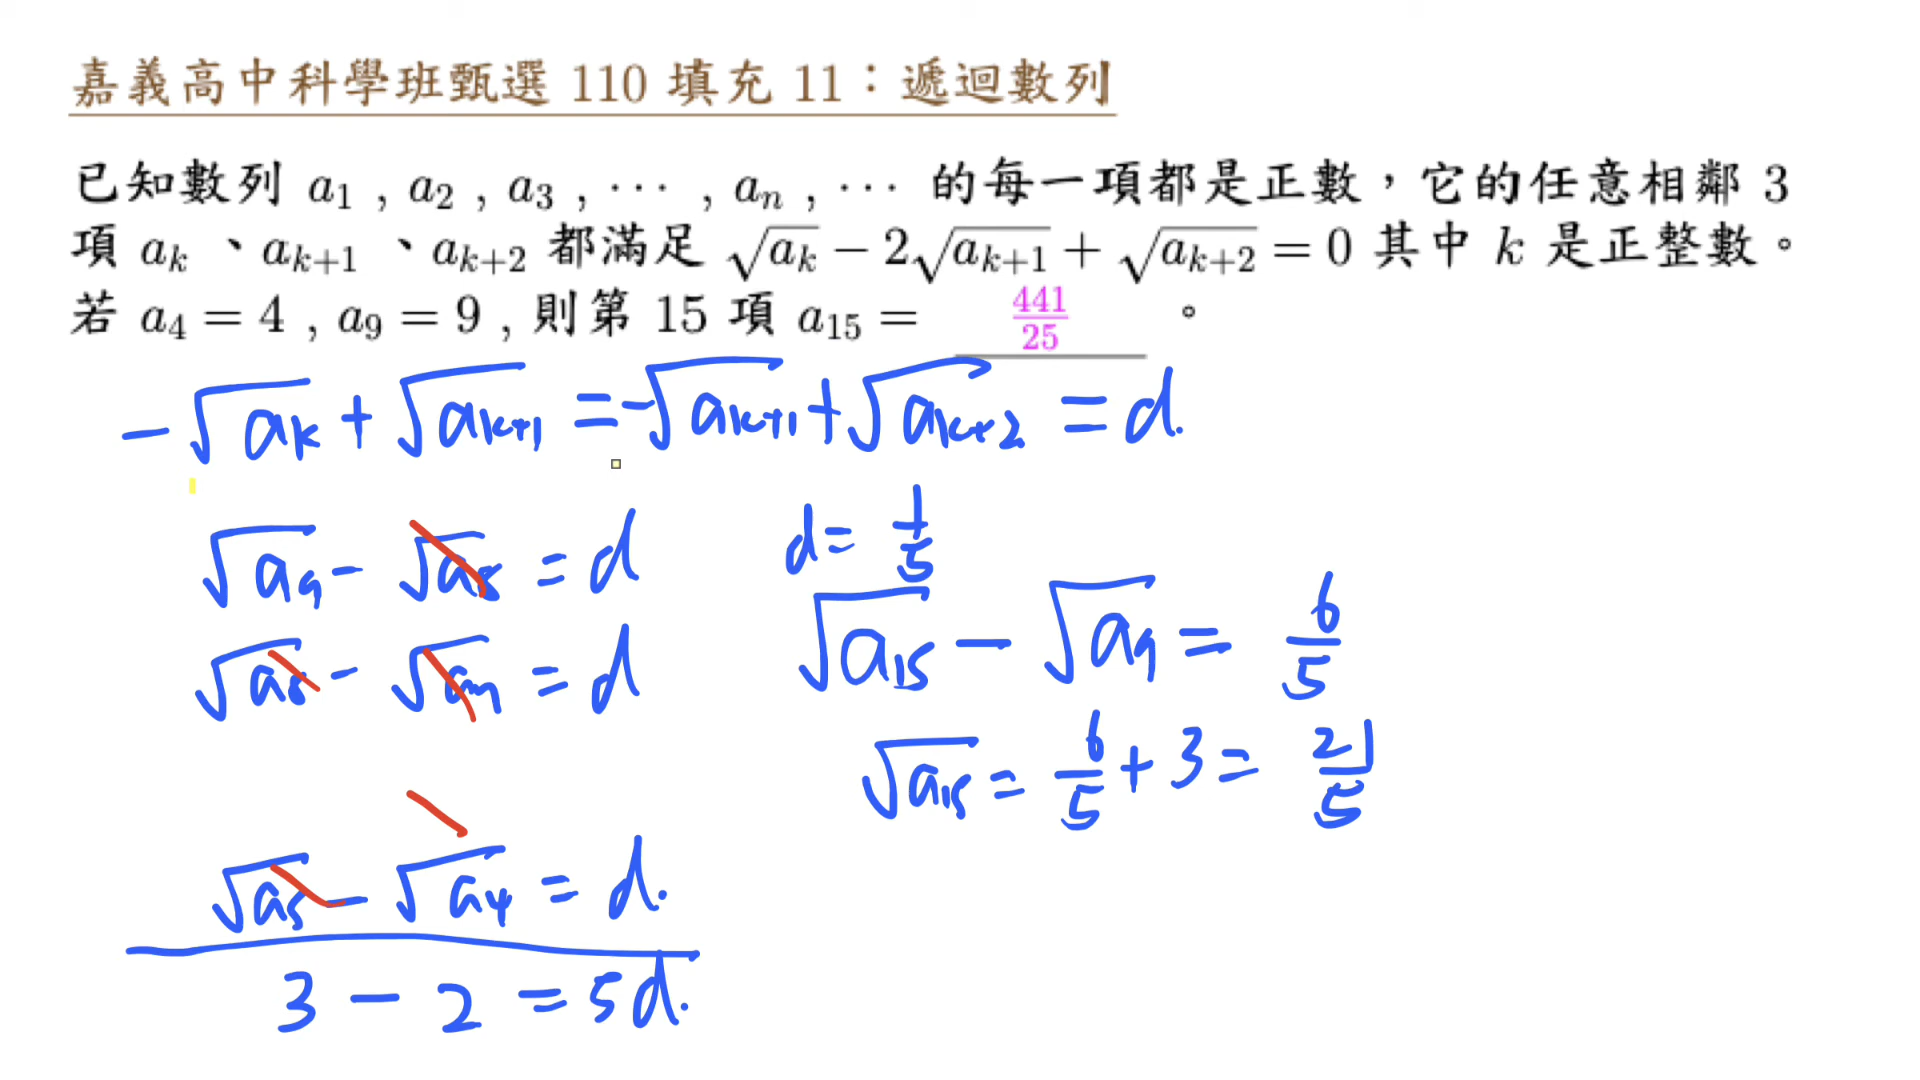 嘉義高中科學班甄選 110 填充 11：遞迴數列
已知數列 a₁ , a₂ , a₃ , ⋯ , aₙ , ⋯ 的每一項都是正數，它的任意相鄰 3
項 aₖ 、aₖ₊₁ 、aₖ₊₂ 都滿足 √aₖ − 2√aₖ₊₁ + √aₖ₊₂ = 0 其中 k 是正整數。
若 a₄ = 4 , a₉ = 9 , 則第 15 項 a₁₅ = 441/25 。
-√aₖ + √aₖ₊₁ = -√aₖ₊₁ + √aₖ₊₂ = d.
√a₉ - √a₈ = d
√a₈ - √a₇ = d
√a₅ - √a₄ = d.
3 - 2 = 5d.
d = 1/5
√a₁₅ - √a₉ = 6/5
√a₁₅ = 6/5 + 3 = 21/5